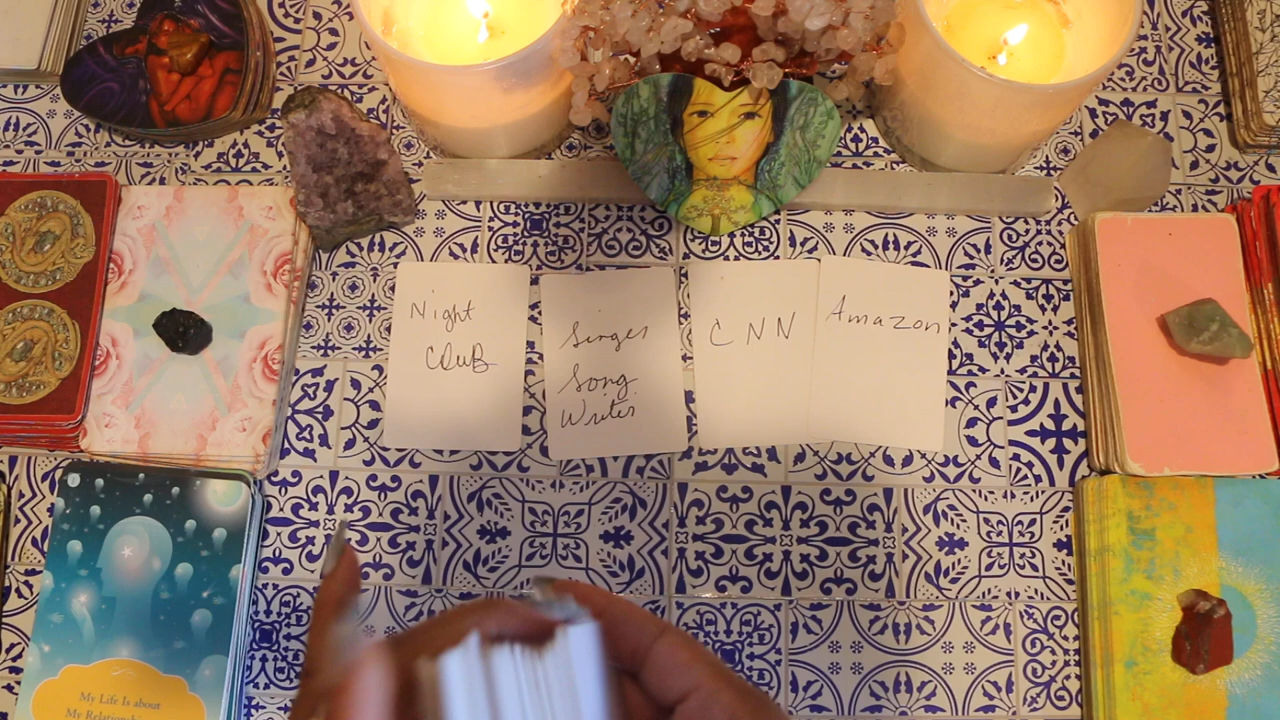 Night
CLUB
Singer
Song
Writer
CNN
Amazon
My Life Is about